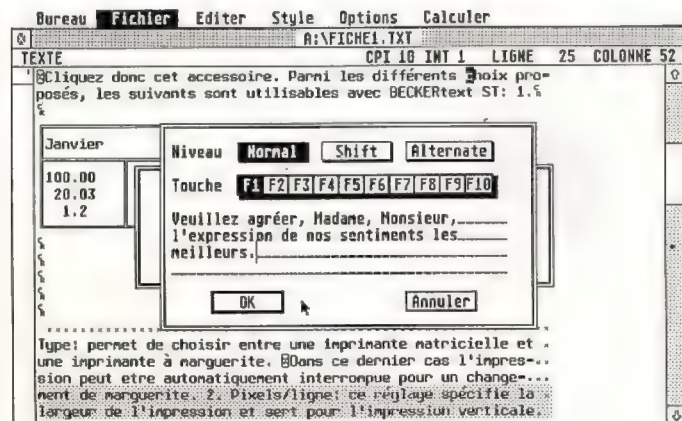 Bureau Fichier Editer Style Options Calculer
A:\FICHE1.TXT
TEXTE CPI 10 INT 1 LIGNE 25 COLONNE 52
Cliquez donc cet accessoire. Parmi les différents choix pro-
posés, les suivants sont utilisables avec BECKERtext ST: 1.
Janvier
100.00
20.03
1.2
Niveau Normal Shift Alternate
Touche F1 F2 F3 F4 F5 F6 F7 F8 F9 F10
Veuillez agréer, Madame, Monsieur,
l'expression de nos sentiments les
meilleurs.
OK Annuler
Type: permet de choisir entre une imprimante matricielle et
une imprimante à marguerite. Dans ce dernier cas l'impres-
sion peut etre automatiquement interrompue pour un change-
ment de marguerite. 2. Pixels/ligne: ce réglage spécifie la
largeur de l'impression et sert pour l'impression verticale.